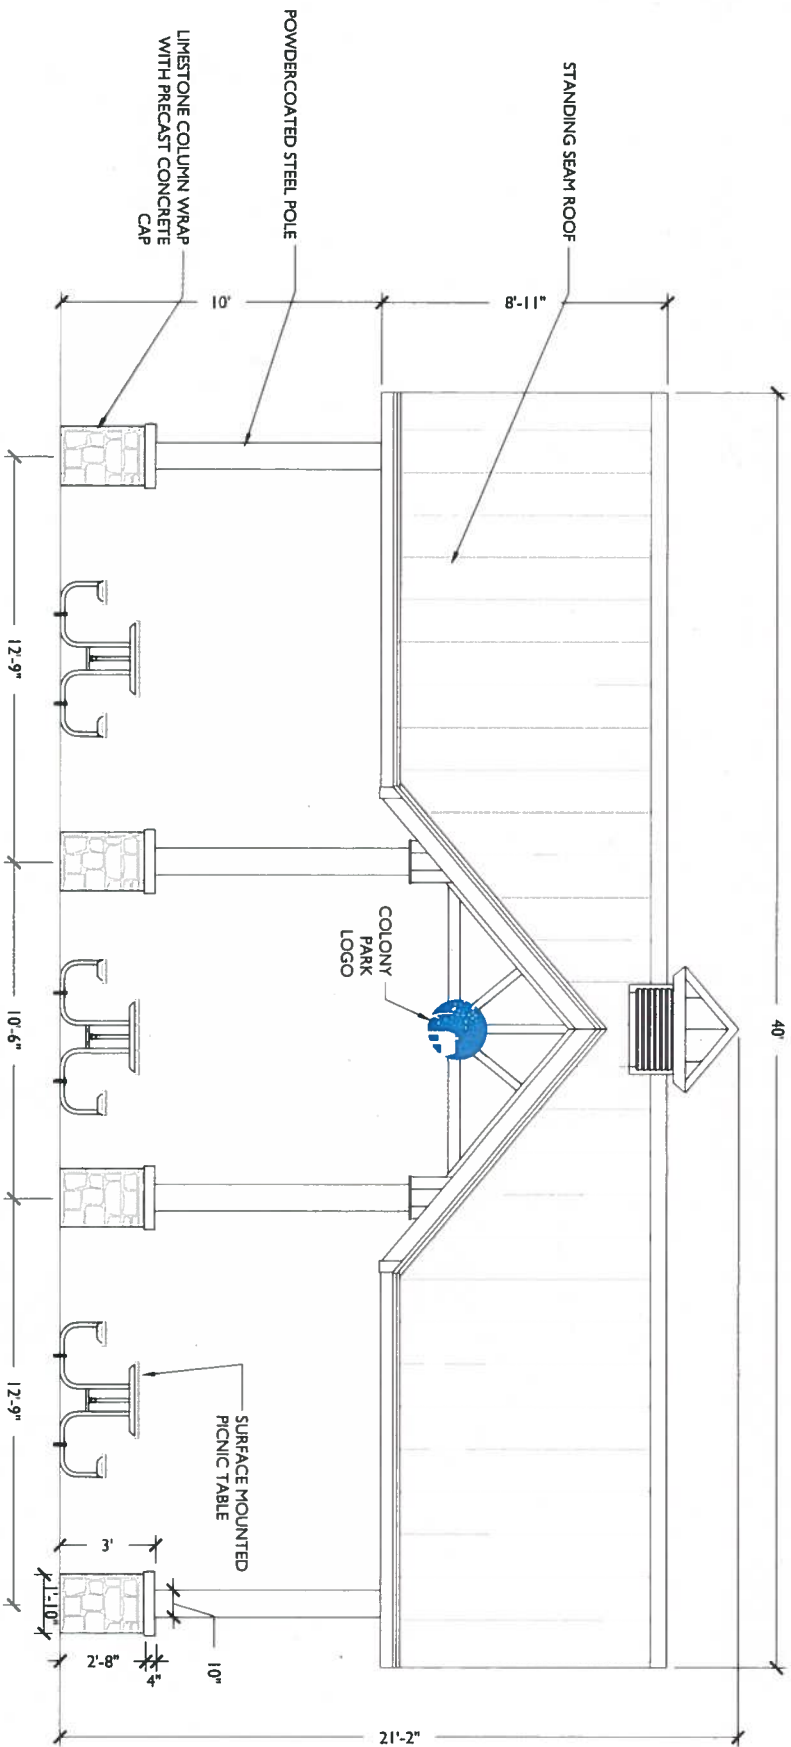 40'
STANDING SEAM ROOF
8'-11"
POWDERCOATED STEEL POLE
10'
LIMESTONE COLUMN WRAP
WITH PRECAST CONCRETE
CAP
COLONY
PARK
LOGO
SURFACE MOUNTED
PICNIC TABLE
21'-2"
3'
10"
4"
2'-8"
1'-10"
12'-9"
10'-6"
12'-9"